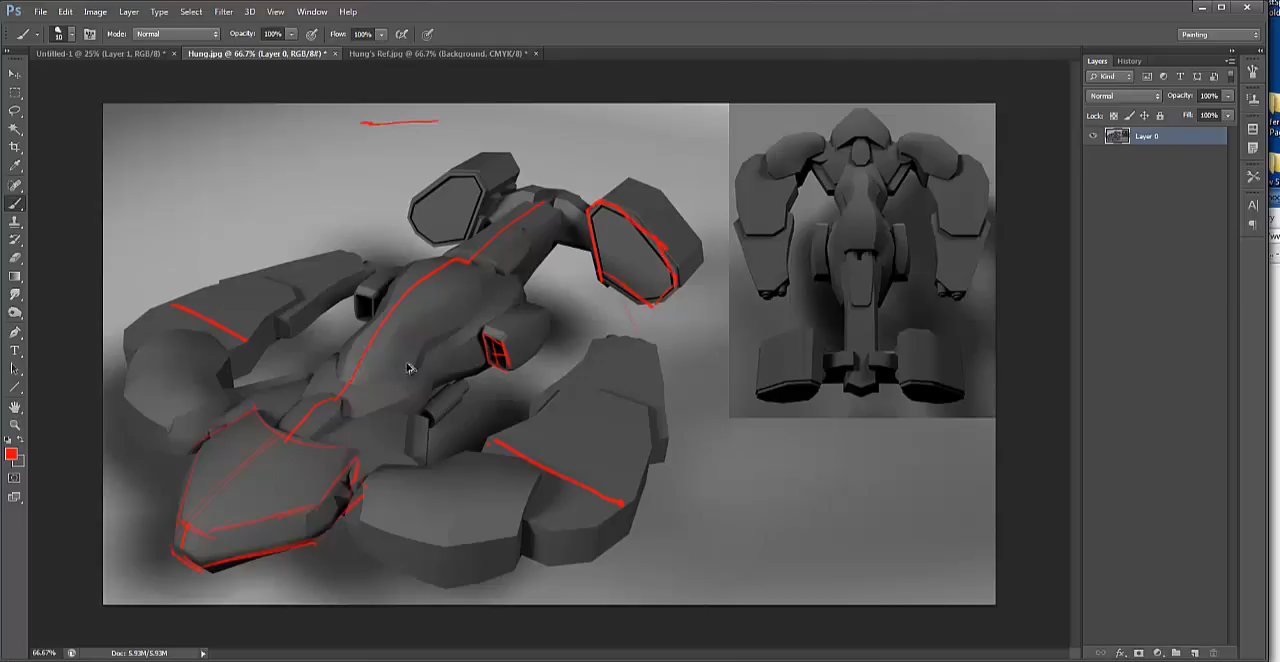 Ps File Edit Image Layer Type Select Filter 3D View Window Help
10 Mode: Normal Opacity: 100% Flow: 100% Painting
Untitled-1 @ 25% (Layer 1, RGB/8) * × Hung.jpg @ 66.7% (Layer 0, RGB/8#) * × Hung's Ref.jpg @ 66.7% (Background, CMYK/8) * ×
Layers History
Kind
Normal Opacity: 100%
Lock: Fill: 100%
Layer 0
66.67% Doc: 5.93M/5.93M